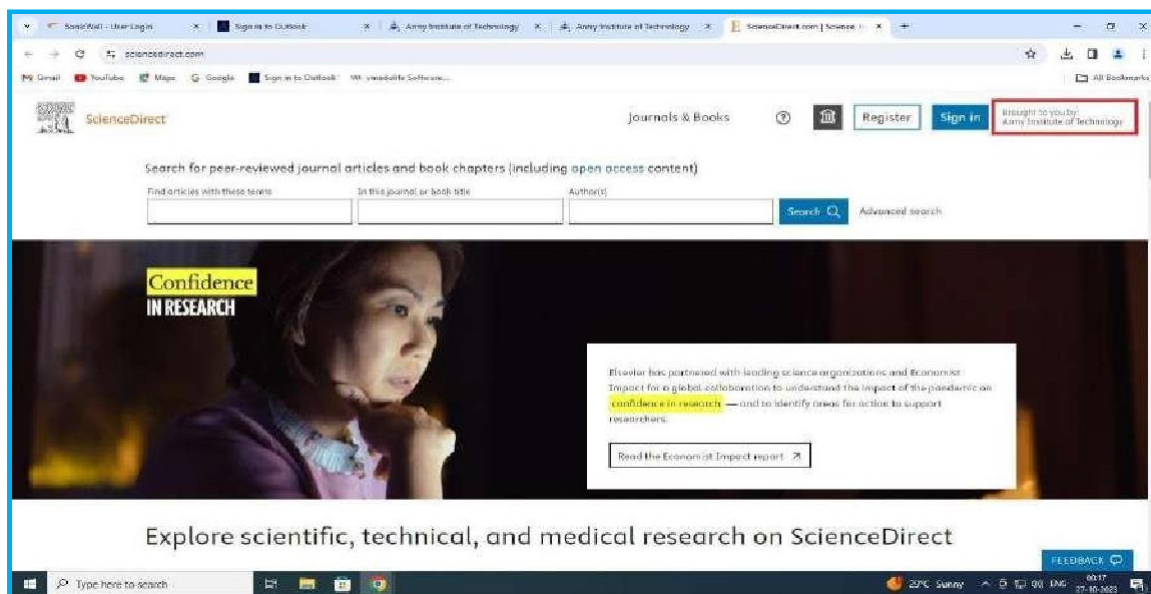 SonicWall - User Login
Sign in to Outlook
Army Institute of Technology
Army Institute of Technology
ScienceDirect.com | Science,
sciencedirect.com
Gmail
YouTube
Maps
Google
Sign in to Outlook
All Bookmarks
ScienceDirect
Journals & Books
Register
Sign in
Brought to you by:
Army Institute of Technology
Search for peer-reviewed journal articles and book chapters (including open access content)
Find articles with these terms
In this journal or book title
Author(s)
Search
Advanced search
Confidence
IN RESEARCH
Elsevier has partnered with leading science organizations and Economist
Impact for a global collaboration to understand the impact of the pandemic on
confidence in research — and to identify areas for action to support
researchers.
Read the Economist Impact report
Explore scientific, technical, and medical research on ScienceDirect
FEEDBACK
Type here to search
Sunny
ENG
27-10-2023